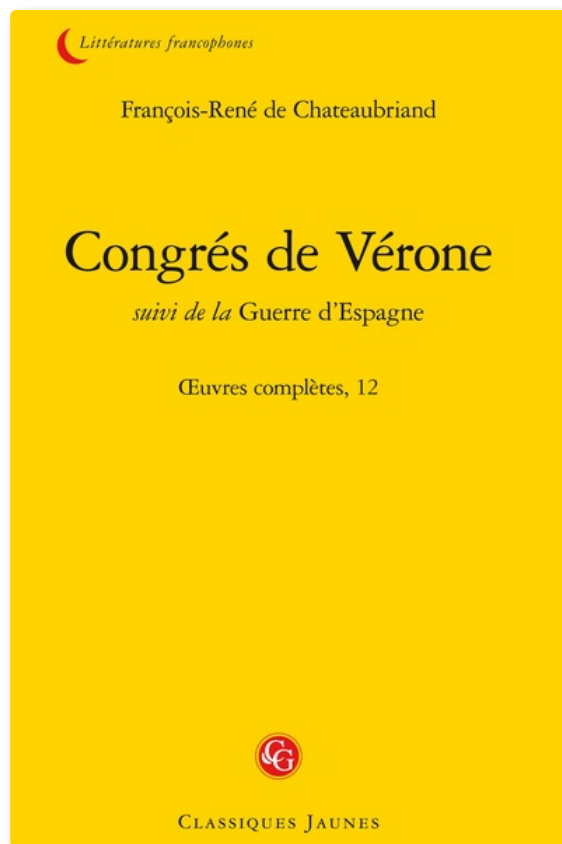 Littératures francophones
François-René de Chateaubriand
Congrés de Vérone
suivi de la Guerre d'Espagne
Œuvres complètes, 12
CG
CLASSIQUES JAUNES